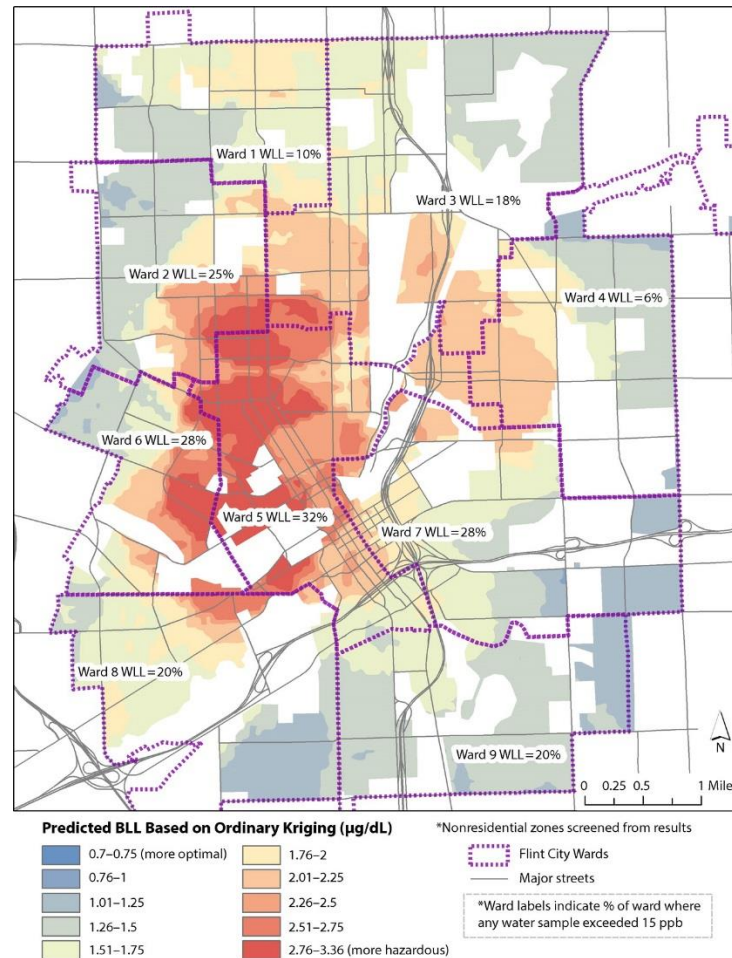 Ward 1 WLL = 10%
Ward 3 WLL = 18%
Ward 2 WLL = 25%
Ward 4 WLL = 6%
Ward 6 WLL = 28%
Ward 5 WLL = 32%
Ward 7 WLL = 28%
Ward 8 WLL = 20%
Ward 9 WLL = 20%
N
0 0.25 0.5 1 Mile
Predicted BLL Based on Ordinary Kriging (µg/dL)
0.7–0.75 (more optimal)
0.76–1
1.01–1.25
1.26–1.5
1.51–1.75
1.76–2
2.01–2.25
2.26–2.5
2.51–2.75
2.76–3.36 (more hazardous)
*Nonresidential zones screened from results
Flint City Wards
Major streets
*Ward labels indicate % of ward where
any water sample exceeded 15 ppb